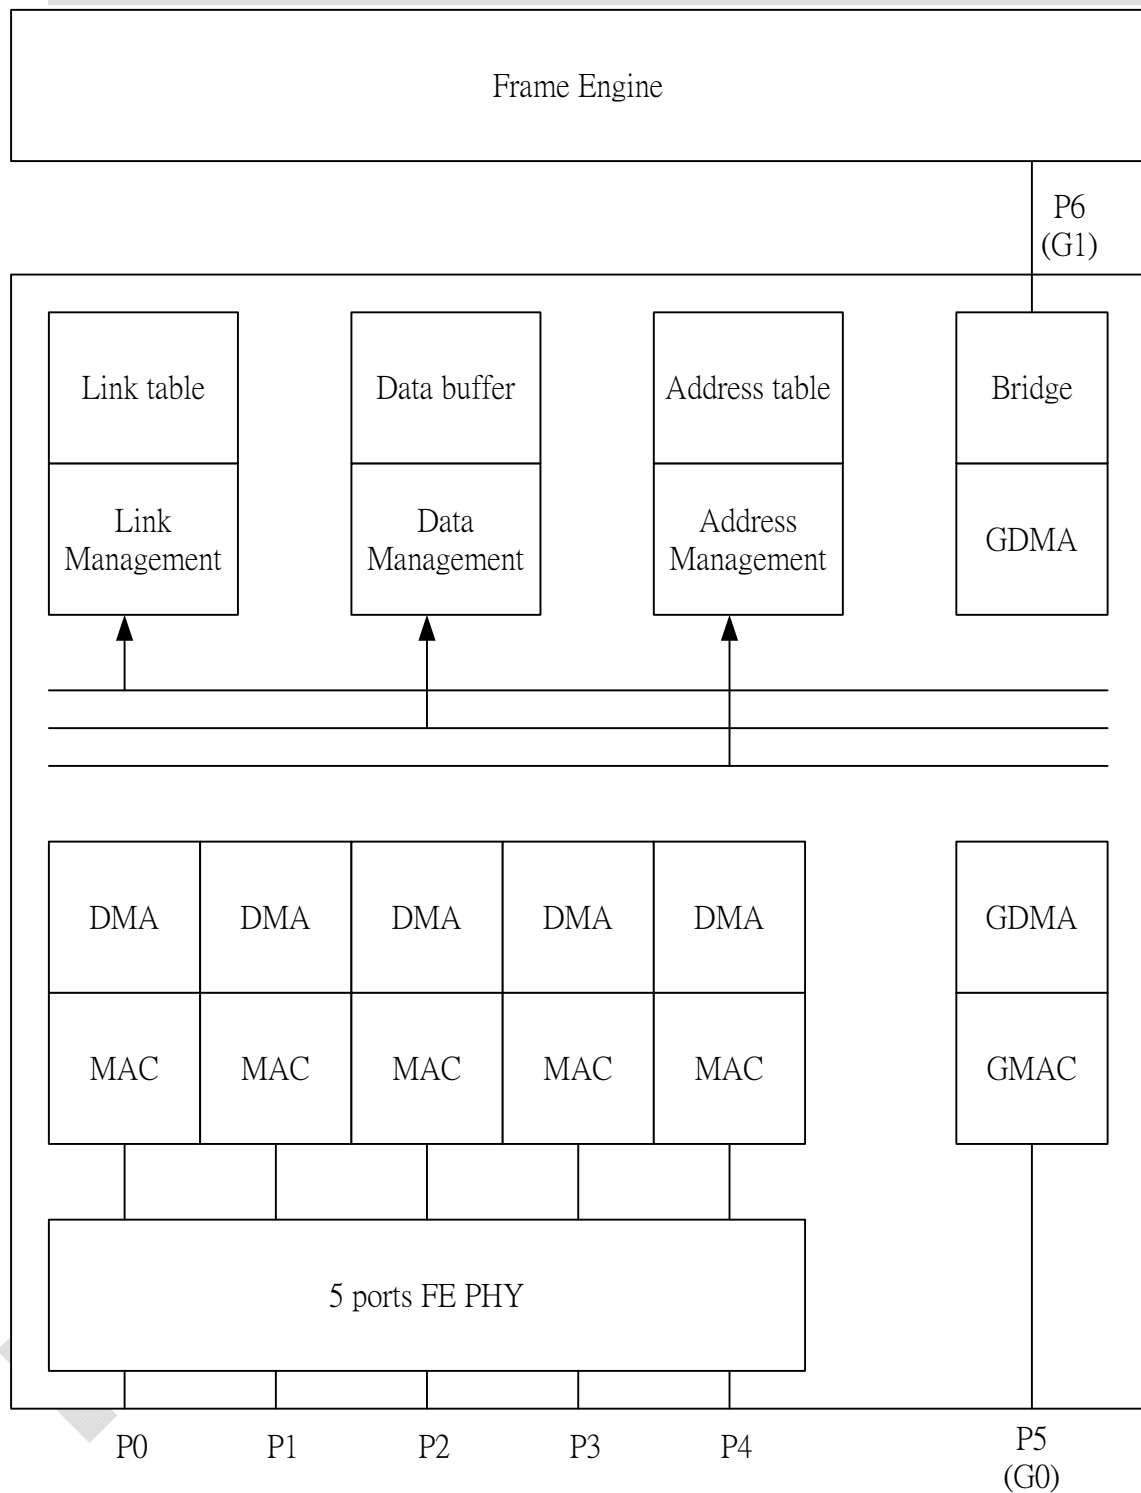 Frame Engine
P6
(G1)
Link table
Data buffer
Address table
Bridge
Link
Management
Data
Management
Address
Management
GDMA
DMA
DMA
DMA
DMA
DMA
GDMA
MAC
MAC
MAC
MAC
MAC
GMAC
5 ports FE PHY
P0
P1
P2
P3
P4
P5
(G0)